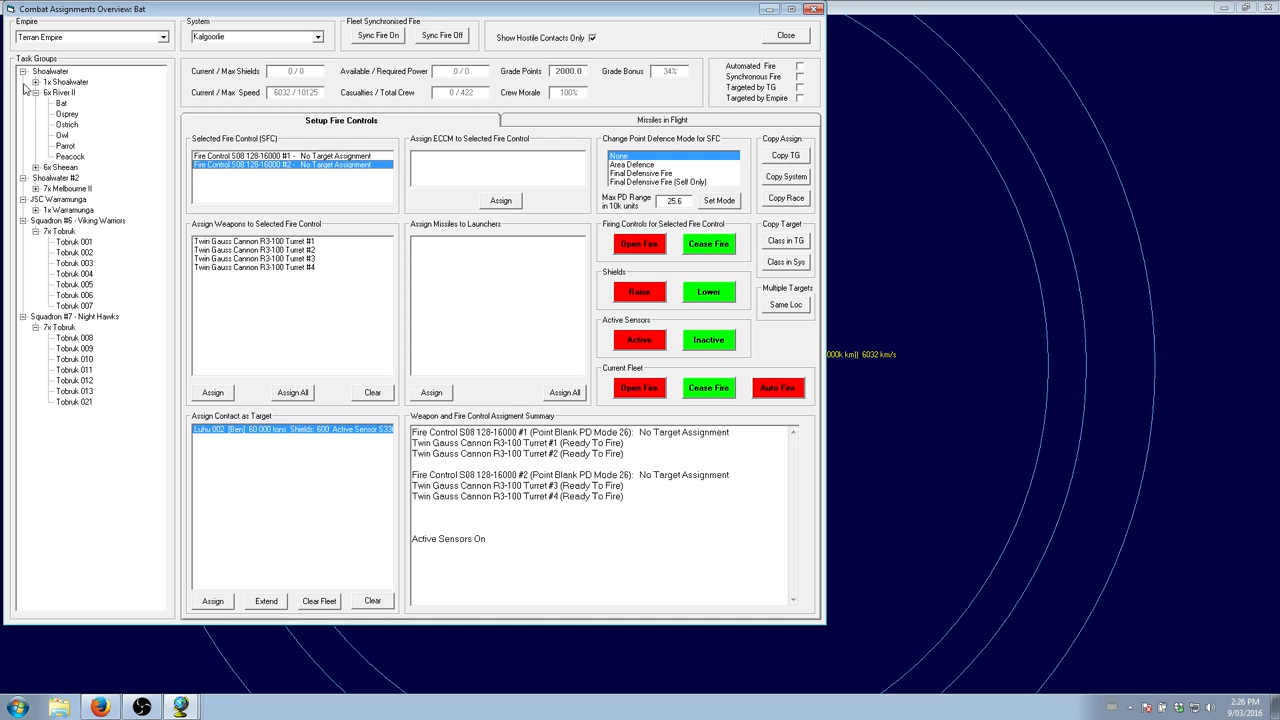 Combat Assignments Overview: Bat
Empire
Terran Empire
System
Kalgoorlie
Fleet Synchronised Fire
Sync Fire On
Sync Fire Off
Show Hostile Contacts Only
Close
Task Groups
Shoalwater
1x Shoalwater
6x River II
Bat
Osprey
Ostrich
Owl
Parrot
Peacock
6x Sheean
Shoalwater #2
7x Melbourne II
JSC Warramunga
1x Warramunga
Squadron #6 - Viking Warriors
7x Tobruk
Tobruk 001
Tobruk 002
Tobruk 003
Tobruk 004
Tobruk 005
Tobruk 006
Tobruk 007
Squadron #7 - Night Hawks
7x Tobruk
Tobruk 008
Tobruk 009
Tobruk 010
Tobruk 011
Tobruk 012
Tobruk 013
Tobruk 021
Current / Max Shields
0 / 0
Available / Required Power
0 / 0
Grade Points
2000.0
Grade Bonus
34%
Current / Max Speed
6032 / 10125
Casualties / Total Crew
0 / 422
Crew Morale
100%
Automated Fire
Synchronous Fire
Targeted by TG
Targeted by Empire
Setup Fire Controls
Missiles in Flight
Selected Fire Control (SFC)
Fire Control S08 128-16000 #1 - No Target Assignment
Fire Control S08 128-16000 #2 - No Target Assignment
Assign ECCM to Selected Fire Control
Assign
Change Point Defence Mode for SFC
None
Area Defence
Final Defensive Fire
Final Defensive Fire (Self Only)
Max PD Range
in 10k units
25.6
Set Mode
Copy Assign
Copy TG
Copy System
Copy Race
Assign Weapons to Selected Fire Control
Twin Gauss Cannon R3-100 Turret #1
Twin Gauss Cannon R3-100 Turret #2
Twin Gauss Cannon R3-100 Turret #3
Twin Gauss Cannon R3-100 Turret #4
Assign
Assign All
Clear
Assign Missiles to Launchers
Assign
Assign All
Firing Controls for Selected Fire Control
Open Fire
Cease Fire
Shields
Raise
Lower
Active Sensors
Active
Inactive
Current Fleet
Open Fire
Cease Fire
Auto Fire
Copy Target
Class in TG
Class in Sys
Multiple Targets
Same Loc
Assign Contact as Target
Luhu 002 [Ben] 60 000 tons Shields: 600 Active Sensor S33
Assign
Extend
Clear Fleet
Clear
Weapon and Fire Control Assigment Summary
Fire Control S08 128-16000 #1 (Point Blank PD Mode 26): No Target Assignment
Twin Gauss Cannon R3-100 Turret #1 (Ready To Fire)
Twin Gauss Cannon R3-100 Turret #2 (Ready To Fire)
Fire Control S08 128-16000 #2 (Point Blank PD Mode 26): No Target Assignment
Twin Gauss Cannon R3-100 Turret #3 (Ready To Fire)
Twin Gauss Cannon R3-100 Turret #4 (Ready To Fire)
Active Sensors On
000k km)) 6032 km/s
2:26 PM
9/03/2016